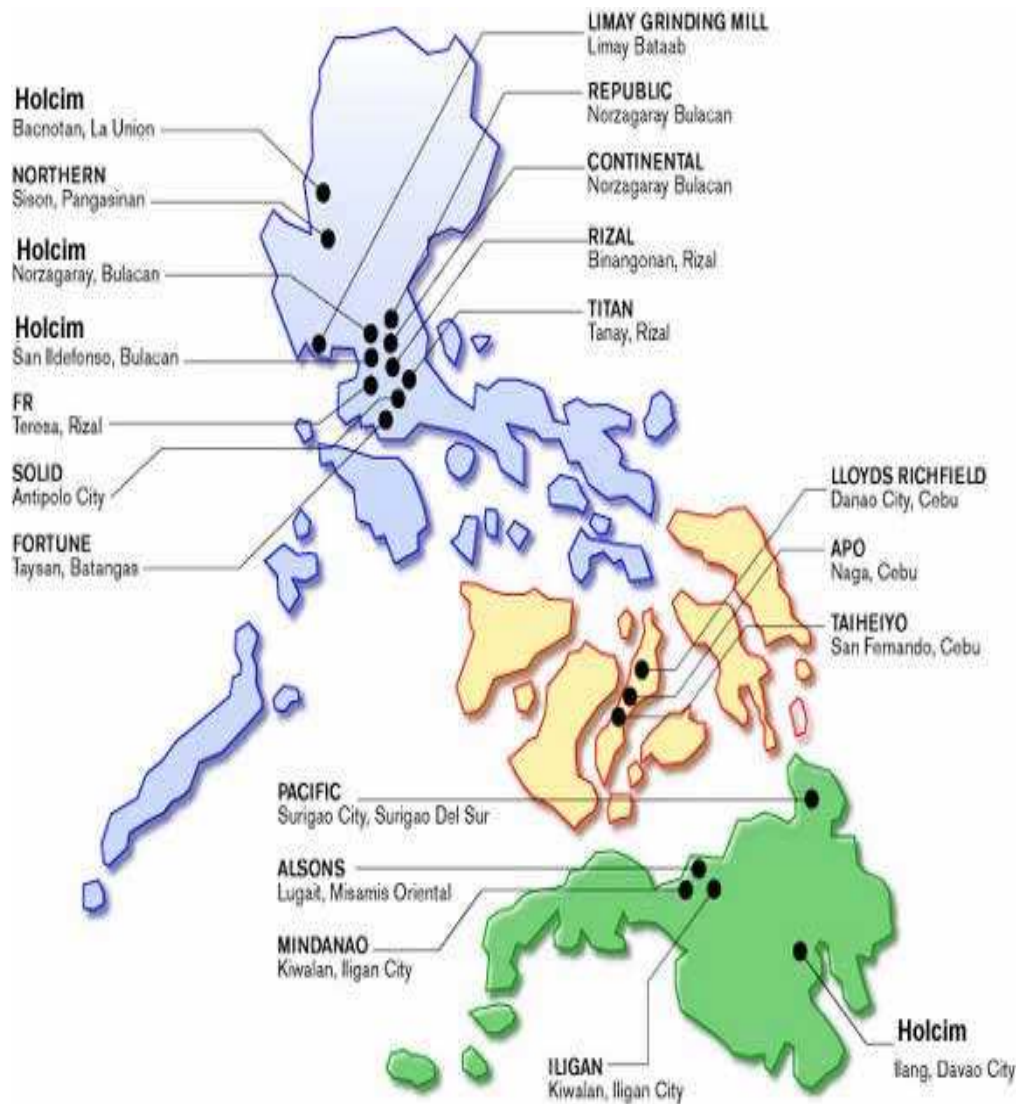 LIMAY GRINDING MILL
Limay Bataab
Holcim
Bacnotan, La Union
REPUBLIC
Norzagaray Bulacan
NORTHERN
Sison, Pangasinan
CONTINENTAL
Norzagaray Bulacan
Holcim
Norzagaray, Bulacan
RIZAL
Binangonan, Rizal
Holcim
San Ildefonso, Bulacan
TITAN
Tanay, Rizal
FR
Teresa, Rizal
SOLID
Antipolo City
FORTUNE
Taysan, Batangas
LLOYDS RICHFIELD
Danao City, Cebu
APO
Naga, Cebu
TAIHEIYO
San Fernando, Cebu
PACIFIC
Surigao City, Surigao Del Sur
ALSONS
Lugait, Misamis Oriental
MINDANAO
Kiwalan, Iligan City
Holcim
Ilang, Davao City
ILIGAN
Kiwalan, Iligan City